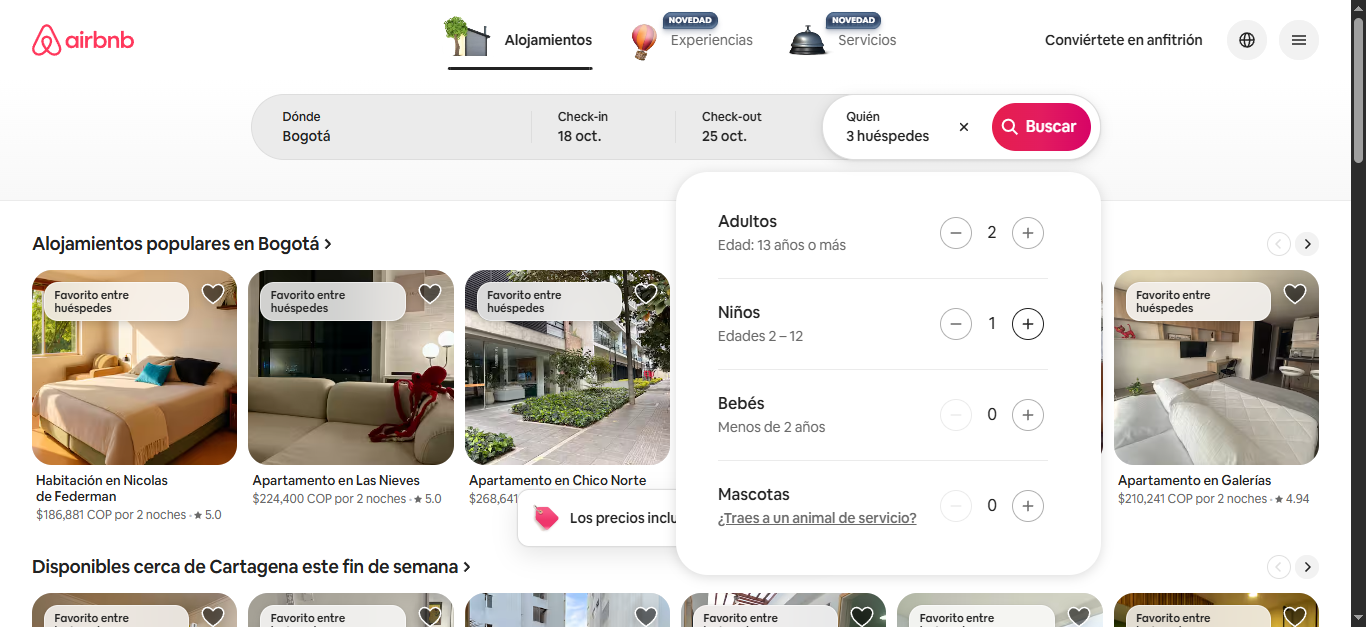 airbnb
Alojamientos
NOVEDAD
Experiencias
NOVEDAD
Servicios
Conviértete en anfitrión
Dónde
Bogotá
Check-in
18 oct.
Check-out
25 oct.
Quién
3 huéspedes
Buscar
Adultos
Edad: 13 años o más
2
Niños
Edades 2 – 12
1
Bebés
Menos de 2 años
0
Mascotas
¿Traes a un animal de servicio?
0
Alojamientos populares en Bogotá
Favorito entre
huéspedes
Favorito entre
huéspedes
Favorito entre
huéspedes
Favorito entre
huéspedes
Habitación en Nicolas
de Federman
$186,881 COP por 2 noches · ★ 5.0
Apartamento en Las Nieves
$224,400 COP por 2 noches · ★ 5.0
Apartamento en Chico Norte
$268,641
Apartamento en Galerías
$210,241 COP por 2 noches · ★ 4.94
Los precios inclu
Disponibles cerca de Cartagena este fin de semana
Favorito entre
Favorito entre
Favorito entre
Favorito entre
Favorito entre